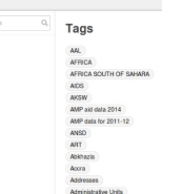 Tags
AAL
AFRICA
AFRICA SOUTH OF SAHARA
AIDS
AKSW
AMP aid data 2014
AMP data for 2011-12
ANSD
ART
Abkhazia
Accra
Addresses
Administrative Units